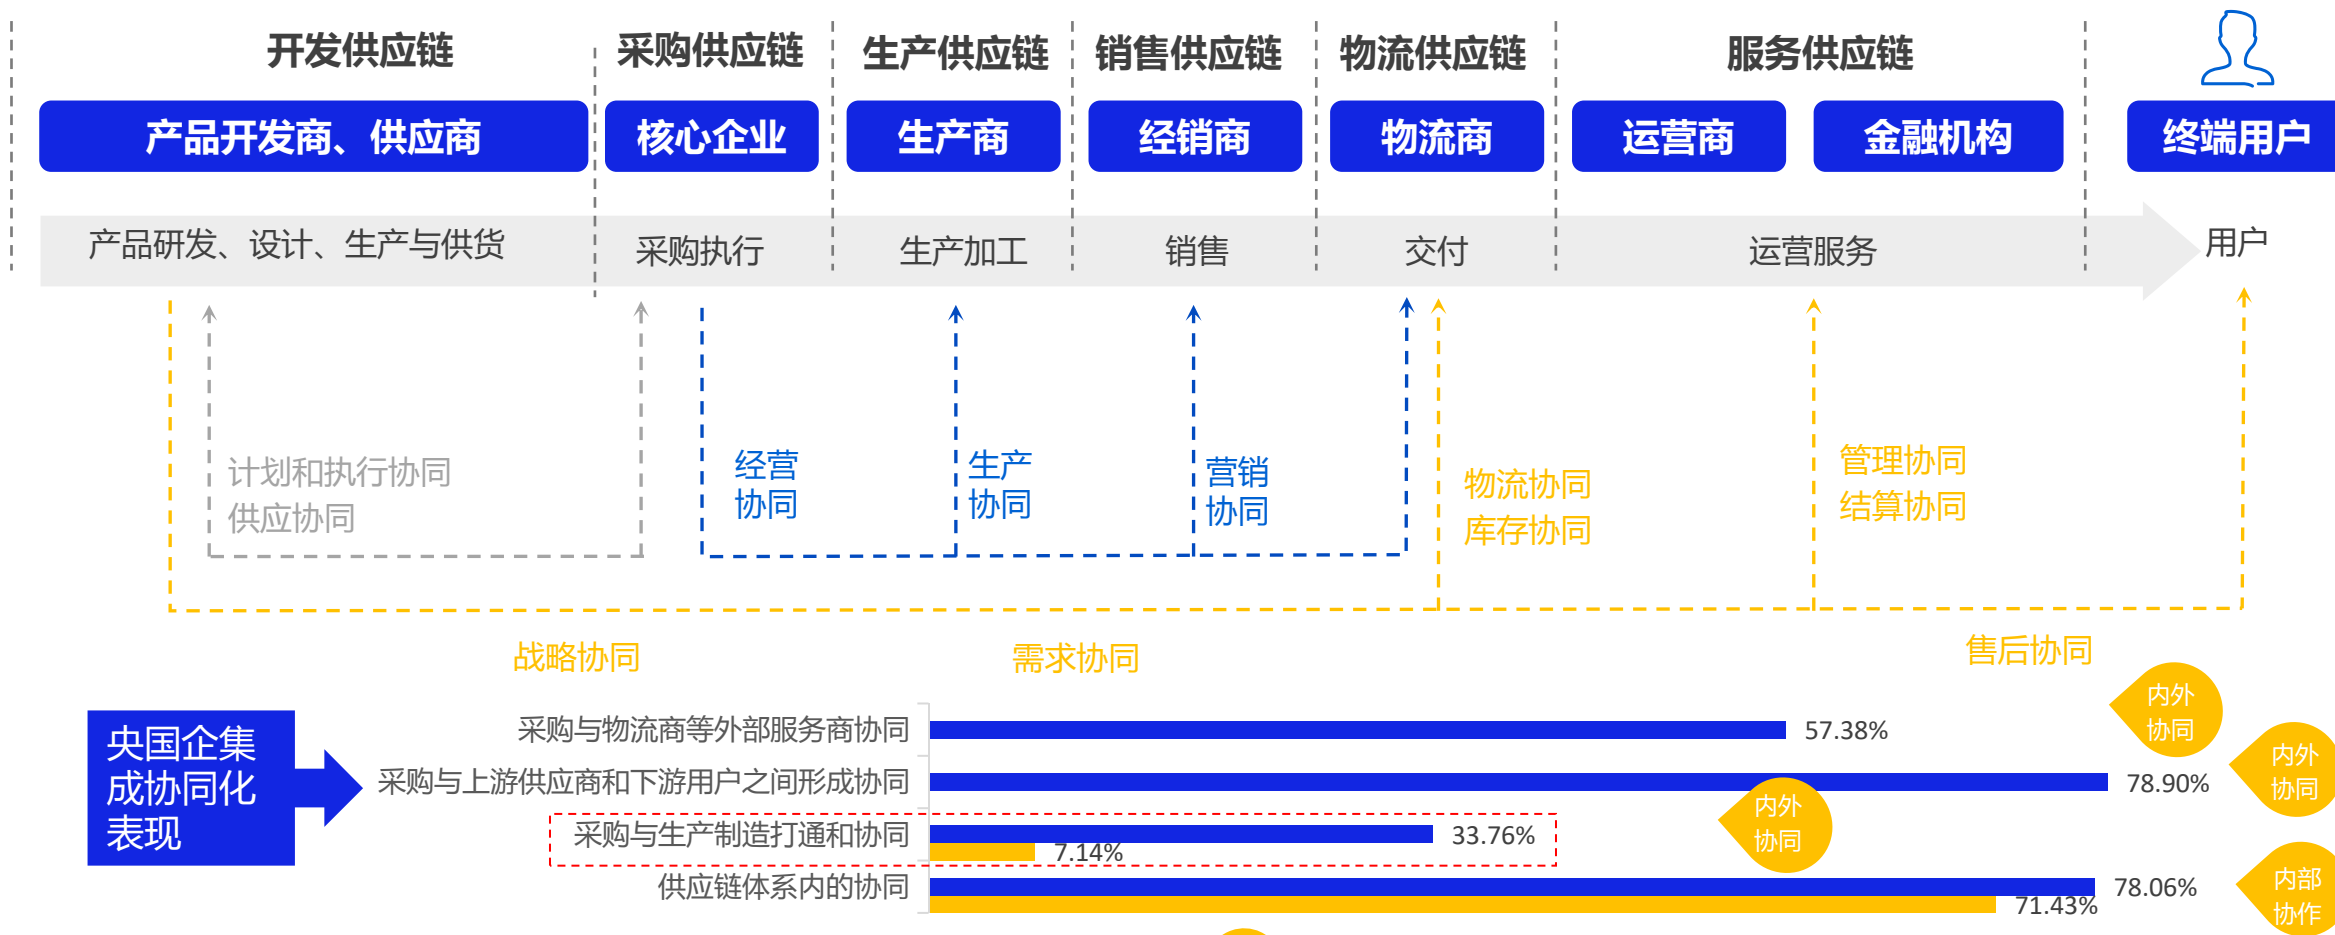 开发供应链
采购供应链
生产供应链
销售供应链
物流供应链
服务供应链
产品开发商、供应商
核心企业
生产商
经销商
物流商
运营商
金融机构
终端用户
产品研发、设计、生产与供货
采购执行
生产加工
销售
交付
运营服务
用户
计划和执行协同
供应协同
经营
协同
生产
协同
营销
协同
物流协同
库存协同
管理协同
结算协同
战略协同
需求协同
售后协同
央国企集
成协同化
表现
采购与物流商等外部服务商协同
57.38%
内外
协同
采购与上游供应商和下游用户之间形成协同
78.90%
内外
协同
采购与生产制造打通和协同
33.76%
7.14%
内外
协同
供应链体系内的协同
78.06%
71.43%
内部
协作